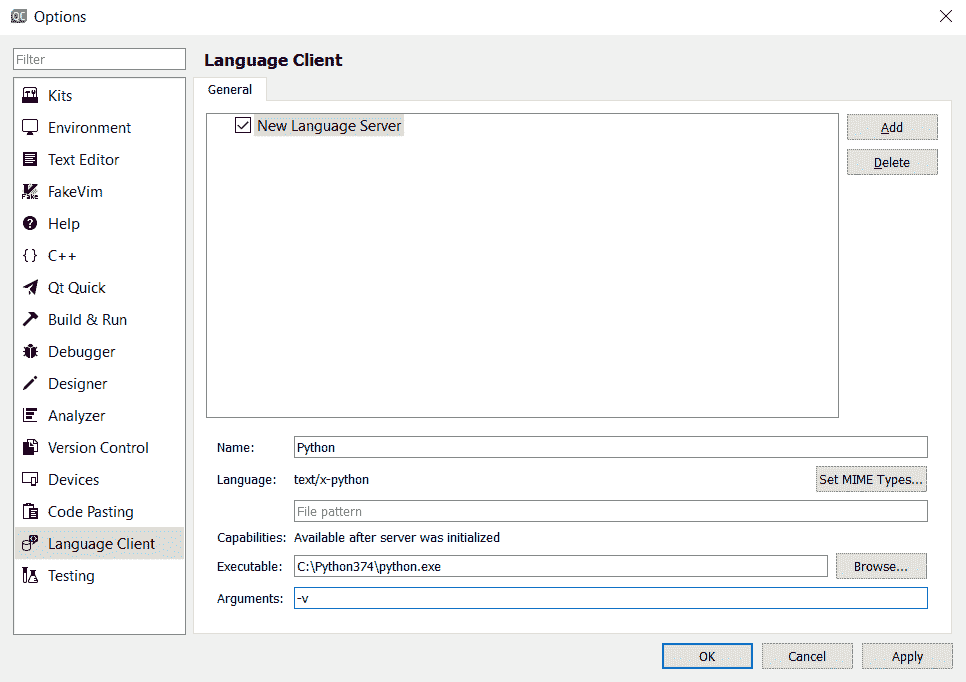 QC Options
Filter
Kits
Environment
Text Editor
Fake FakeVim
Help
{} C++
Qt Quick
Build & Run
Debugger
Designer
Analyzer
Version Control
Devices
Code Pasting
Language Client
Testing
Language Client
General
New Language Server
Add
Delete
Name: Python
Language: text/x-python Set MIME Types...
File pattern
Capabilities: Available after server was initialized
Executable: C:\Python374\python.exe Browse...
Arguments: -v
OK Cancel Apply